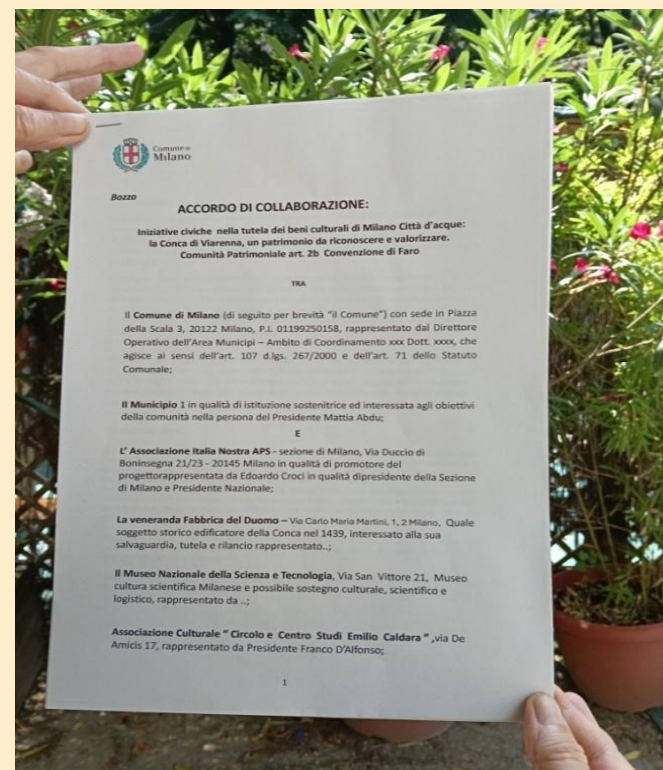 Comune di
Milano
Bozzo
ACCORDO DI COLLABORAZIONE:
Iniziative civiche nella tutela dei beni culturali di Milano Città d'acque:
la Conca di Viarenna, un patrimonio da riconoscere e valorizzare.
Comunità Patrimoniale art. 2b Convenzione di Faro
TRA
Il Comune di Milano (di seguito per brevità "il Comune") con sede in Piazza
della Scala 3, 20122 Milano, P.I. 01199250158, rappresentato dal Direttore
Operativo dell'Area Municipi – Ambito di Coordinamento xxx Dott. xxxx, che
agisce ai sensi dell'art. 107 d.lgs. 267/2000 e dell'art. 71 dello Statuto
Comunale;
Il Municipio 1 in qualità di istituzione sostenitrice ed interessata agli obiettivi
della comunità nella persona del Presidente Mattia Abdu;
E
L' Associazione Italia Nostra APS - sezione di Milano, Via Duccio di
Boninsegna 21/23 - 20145 Milano in qualità di promotore del
progettorappresentata da Edoardo Croci in qualità dipresidente della Sezione
di Milano e Presidente Nazionale;
La veneranda Fabbrica del Duomo – Via Carlo Maria Martini, 1, 2 Milano, Quale
soggetto storico edificatore della Conca nel 1439, interessato alla sua
salvaguardia, tutela e rilancio rappresentato..;
Il Museo Nazionale della Scienza e Tecnologia, Via San Vittore 21, Museo
cultura scientifica Milanese e possibile sostegno culturale, scientifico e
logistico, rappresentato da ..;
Associazione Culturale " Circolo e Centro Studi Emilio Caldara " ,via De
Amicis 17, rappresentato da Presidente Franco D'Alfonso;
1